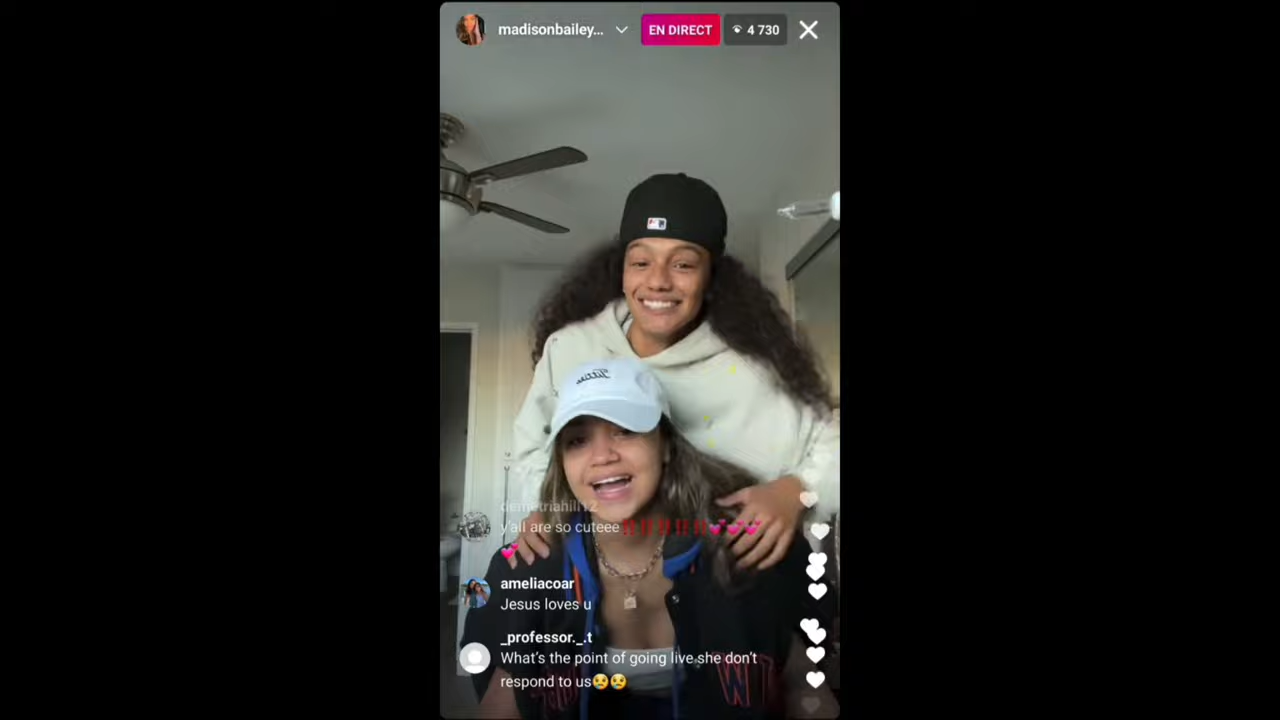 madisonbailey...
EN DIRECT
4 730
demetriahill12
y'all are so cuteee‼️‼️‼️‼️‼️💕💕💕
💕
ameliacoar
Jesus loves u
_professor._.t
What's the point of going live she don't
respond to us😢😢